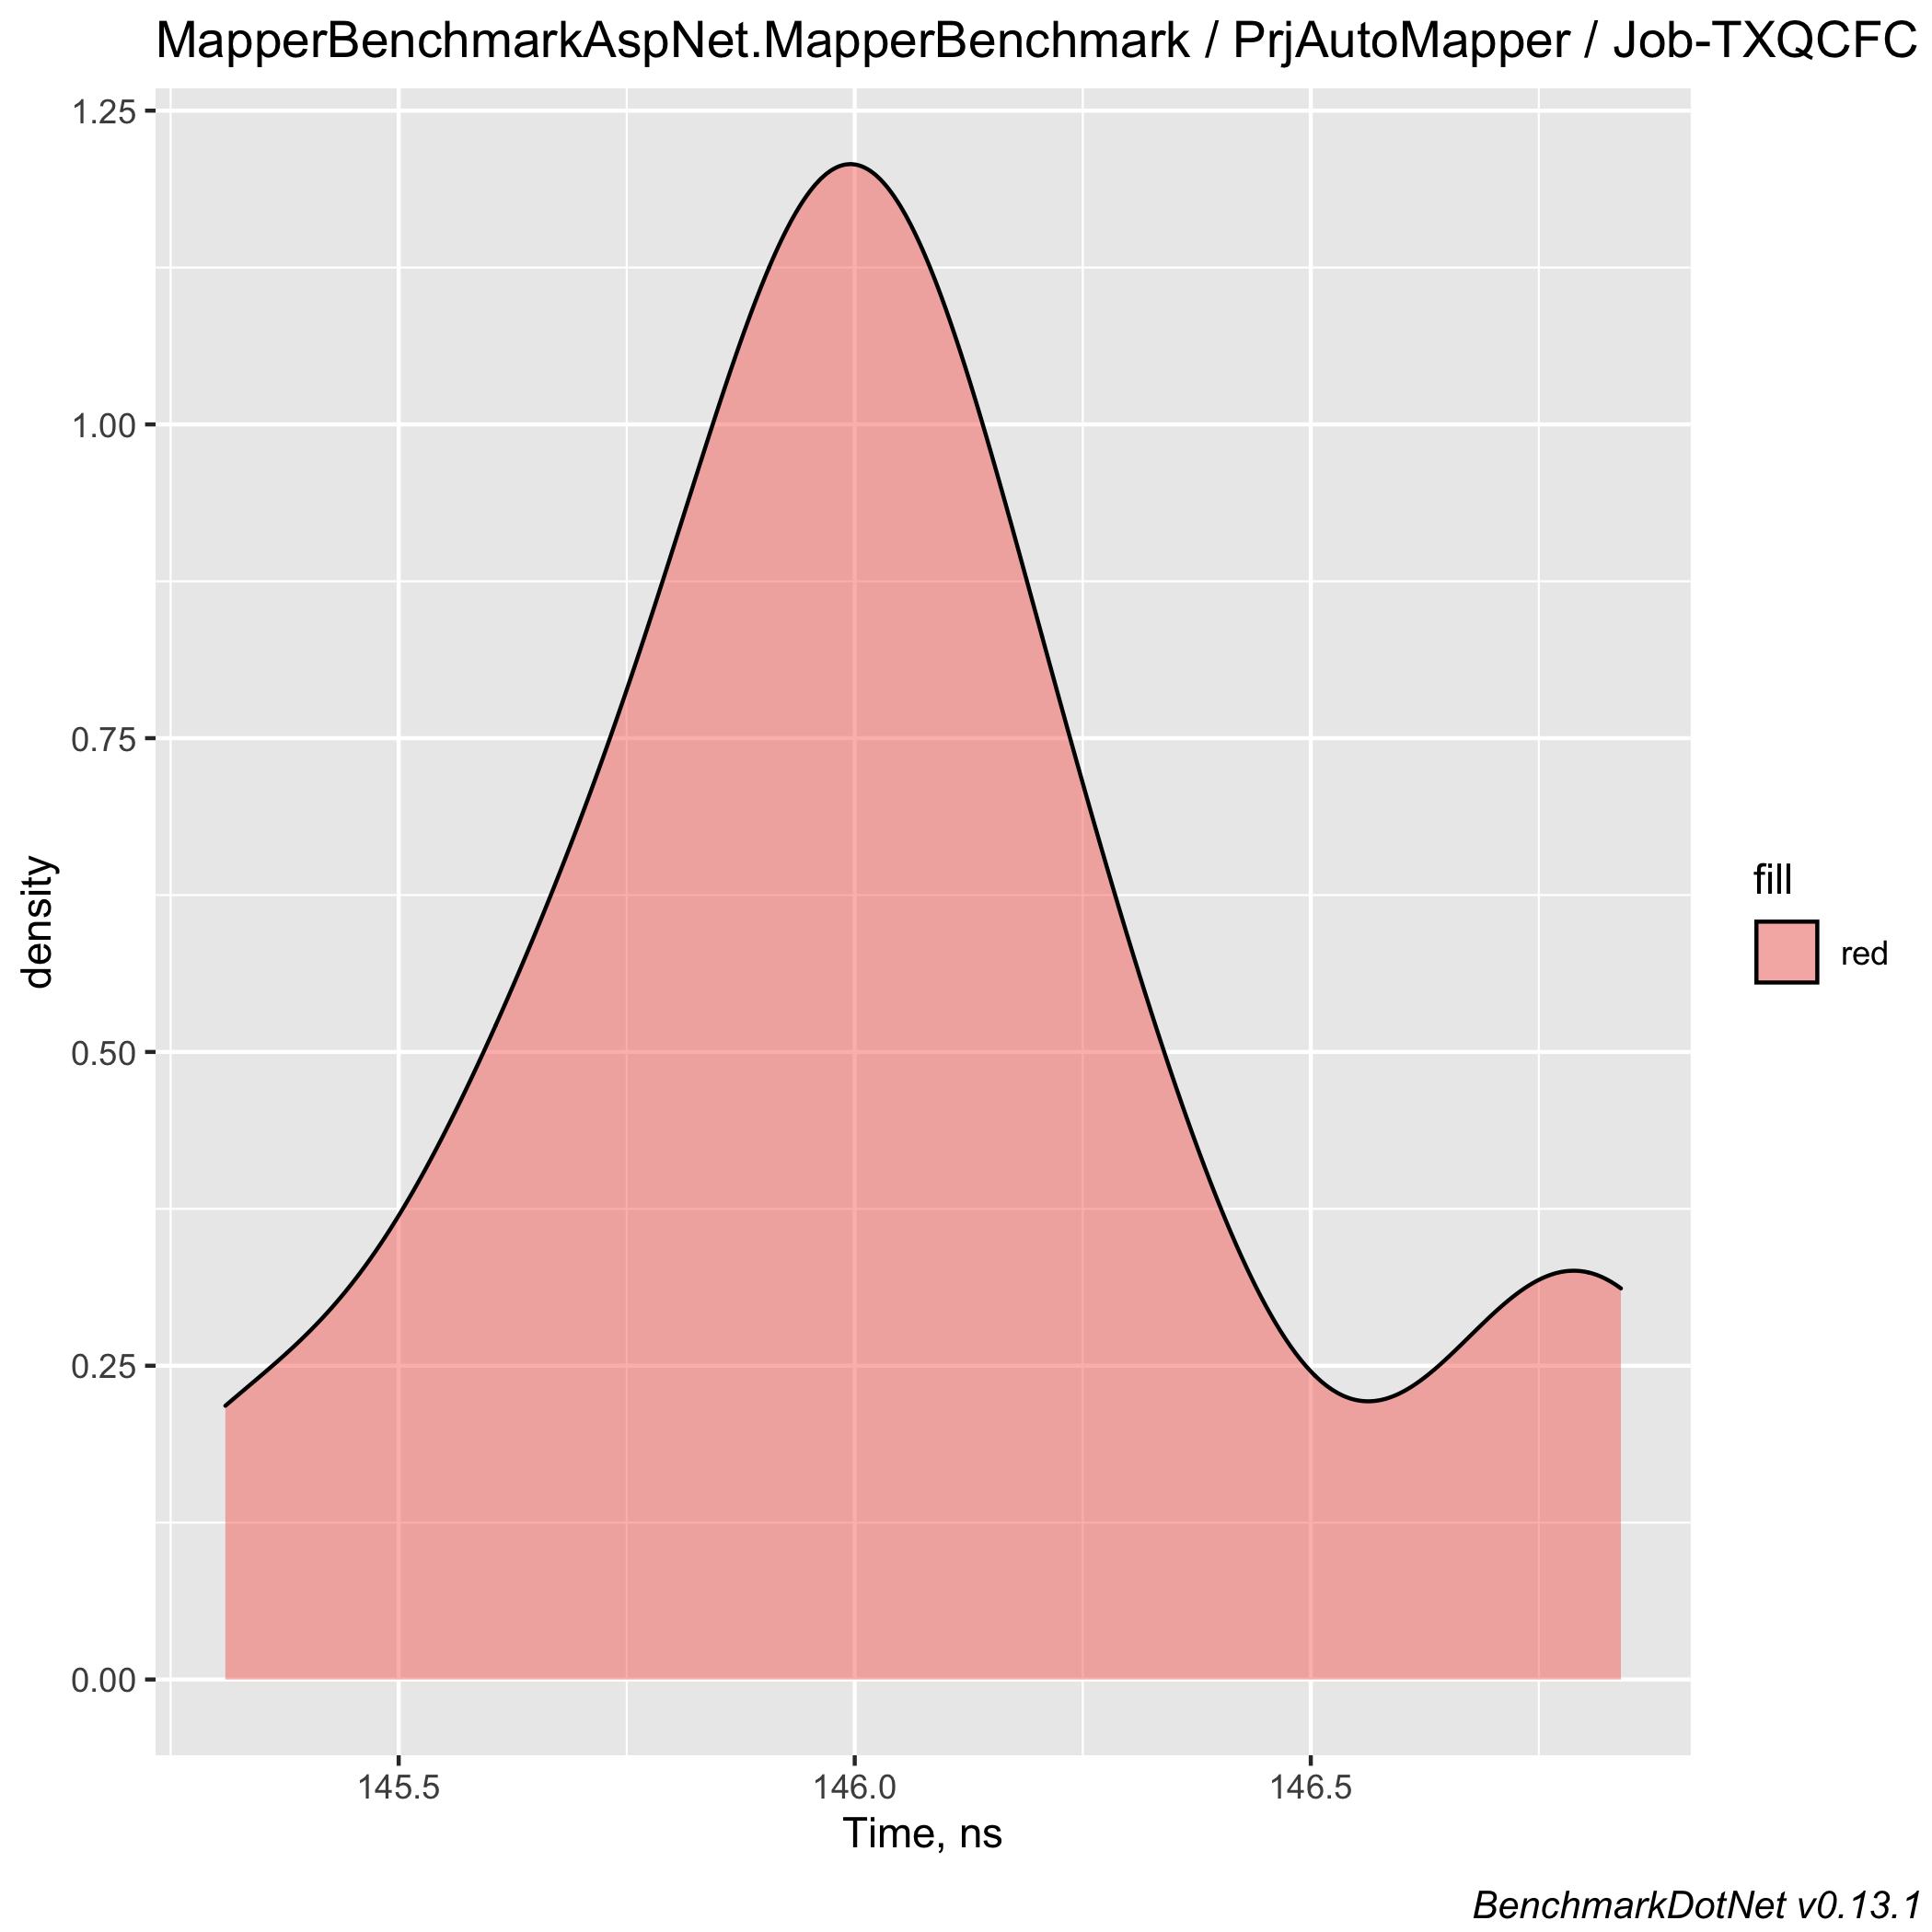 MapperBenchmarkAspNet.MapperBenchmark / PrjAutoMapper / Job-TXQCFC
1.25
1.00
0.75
0.50
0.25
0.00
density
145.5 146.0 146.5
Time, ns
fill
red
BenchmarkDotNet v0.13.1